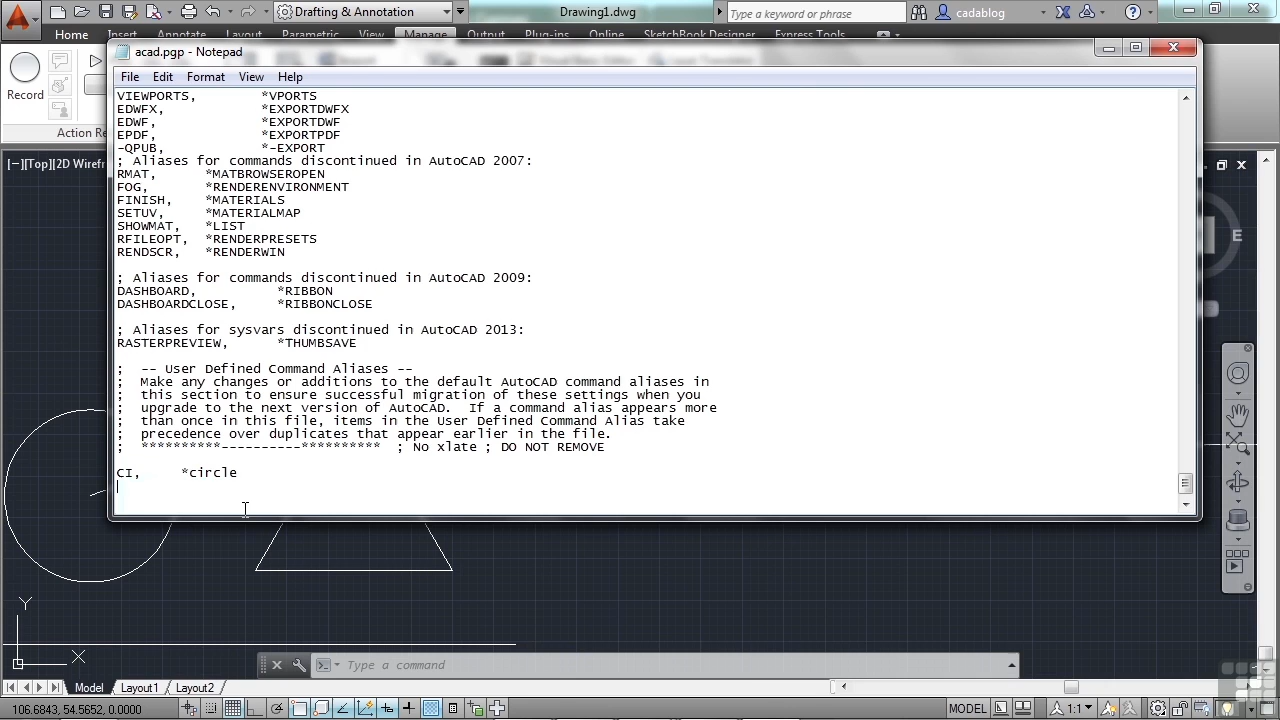 Drafting & Annotation
Drawing1.dwg
Type a keyword or phrase
cadablog
Home
Insert
Annotate
Layout
Parametric
View
Manage
Output
Plug-ins
Online
SketchBook Designer
Express Tools
acad.pgp - Notepad
File Edit Format View Help
Record
Action Re
[−][Top][2D Wirefr
VIEWPORTS, *VPORTS
EDWFX, *EXPORTDWFX
EDWF, *EXPORTDWF
EPDF, *EXPORTPDF
-QPUB, *-EXPORT
; Aliases for commands discontinued in AutoCAD 2007:
RMAT, *MATBROWSEROPEN
FOG, *RENDERENVIRONMENT
FINISH, *MATERIALS
SETUV, *MATERIALMAP
SHOWMAT, *LIST
RFILEOPT, *RENDERPRESETS
RENDSCR, *RENDERWIN
; Aliases for commands discontinued in AutoCAD 2009:
DASHBOARD, *RIBBON
DASHBOARDCLOSE, *RIBBONCLOSE
; Aliases for sysvars discontinued in AutoCAD 2013:
RASTERPREVIEW, *THUMBSAVE
; -- User Defined Command Aliases --
; Make any changes or additions to the default AutoCAD command aliases in
; this section to ensure successful migration of these settings when you
; upgrade to the next version of AutoCAD. If a command alias appears more
; than once in this file, items in the User Defined Command Alias take
; precedence over duplicates that appear earlier in the file.
; **********----------********** ; No xlate ; DO NOT REMOVE
CI, *circle
E
Y
X
Type a command
Model Layout1 Layout2
106.6843, 54.5652, 0.0000
MODEL
1:1